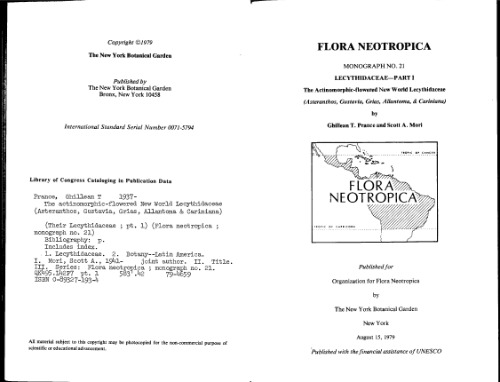 Copyright ©1979
The New York Botanical Garden
Published by
The New York Botanical Garden
Bronx, New York 10458
International Standard Serial Number 0071-5794
Library of Congress Cataloging in Publication Data
Prance, Ghillean T 1937-
The actinomorphic-flowered New World Lecythidaceae
(Asteranthos, Gustavia, Grias, Allantoma & Cariniana)
(Their Lecythidaceae ; pt. 1) (Flora neotropica ;
monograph no. 21)
Bibliography: p.
Includes index.
1. Lecythidaceae. 2. Botany--Latin America.
I. Mori, Scott A., 1941- joint author. II. Title.
III. Series: Flora neotropica ; monograph no. 21.
QK495.L42P7 pt. 1 583'.42 79-4659
ISBN 0-89327-193-4
All material subject to this copyright may be photocopied for the non-commercial purpose of
scientific or educational advancement.
FLORA NEOTROPICA
MONOGRAPH NO. 21
LECYTHIDACEAE—PART I
The Actinomorphic-flowered New World Lecythidaceae
(Asteranthos, Gustavia, Grias, Allantoma, & Cariniana)
by
Ghillean T. Prance and Scott A. Mori
TROPIC OF CANCER
FLORA
NEOTROPICA
TROPIC OF CAPRICORN
Published for
Organization for Flora Neotropica
by
The New York Botanical Garden
New York
August 15, 1979
Published with the financial assistance of UNESCO